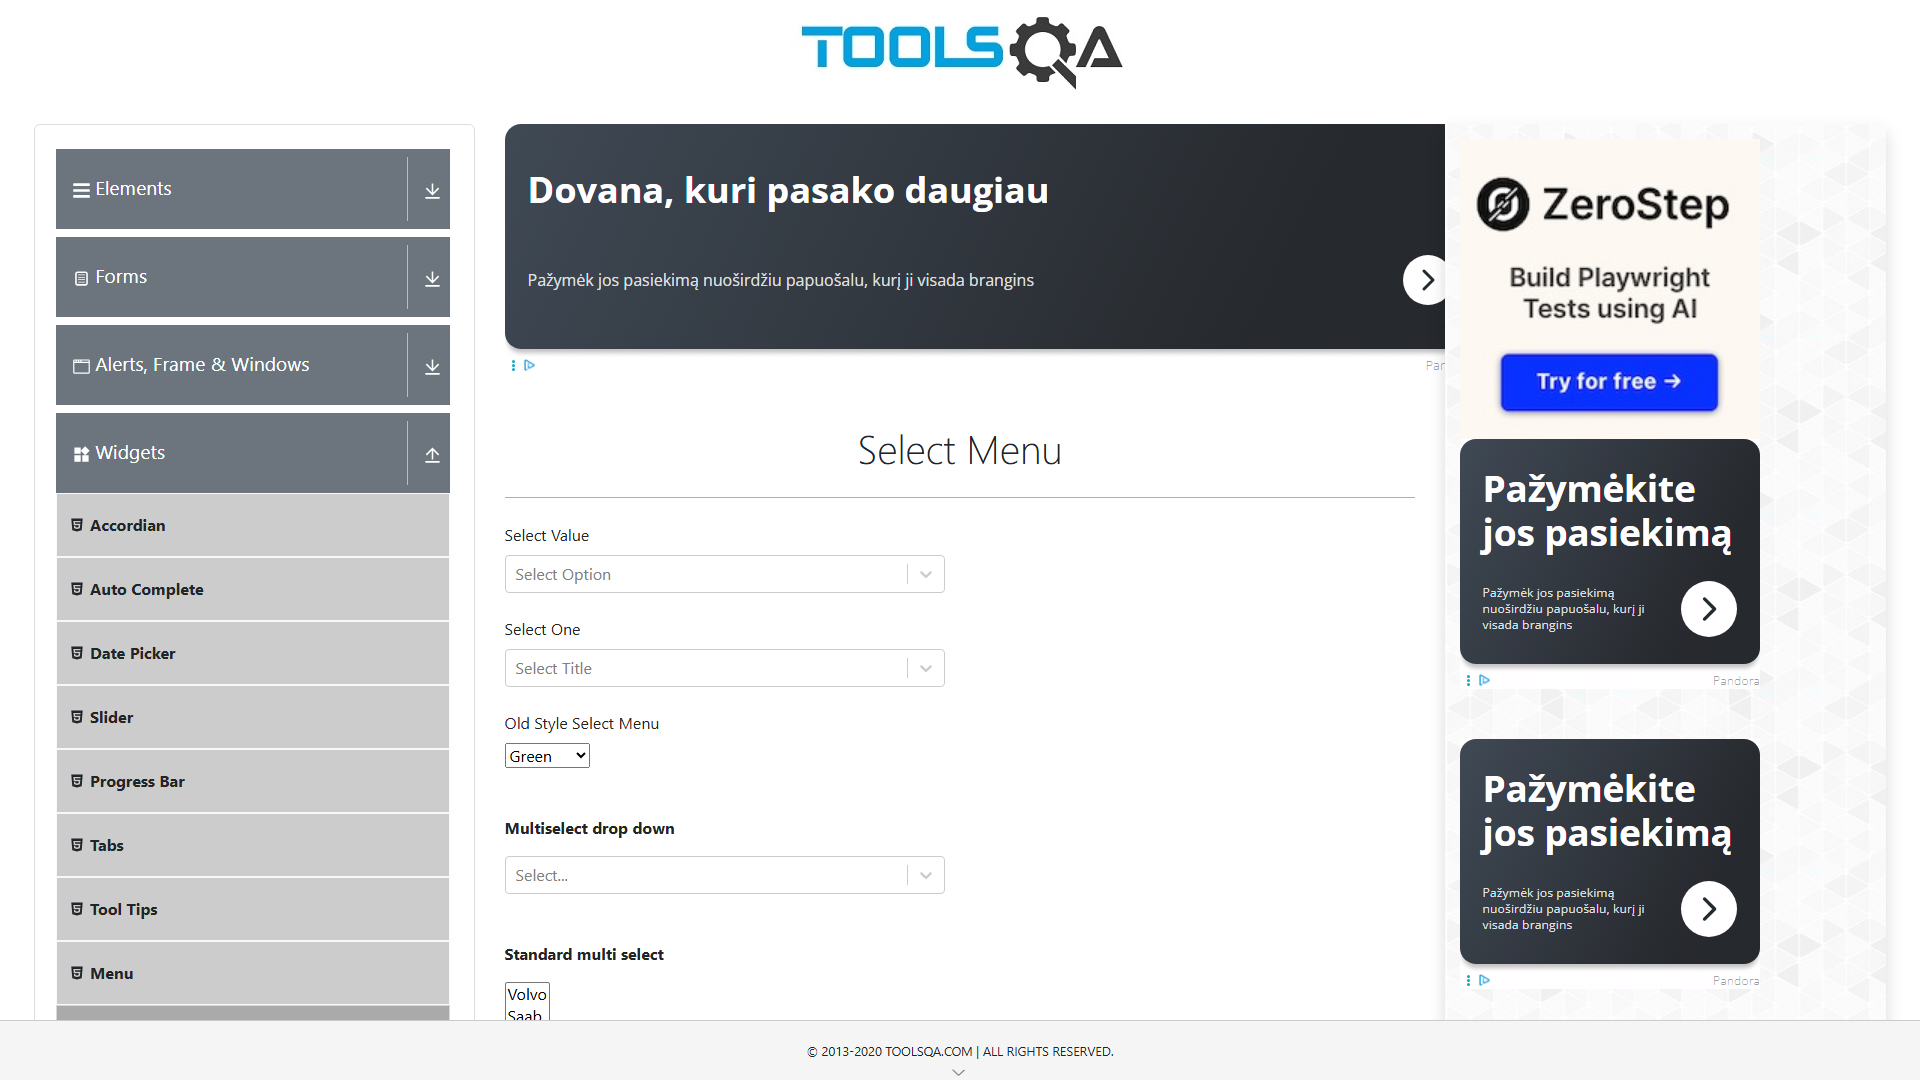 TOOLSQA
Elements
Forms
Alerts, Frame & Windows
Widgets
Accordian
Auto Complete
Date Picker
Slider
Progress Bar
Tabs
Tool Tips
Menu
Dovana, kuri pasako daugiau
Pažymėk jos pasiekimą nuoširdžiu papuošalu, kurį ji visada brangins
Select Menu
Select Value
Select Option
Select One
Select Title
Old Style Select Menu
Green
Multiselect drop down
Select...
Standard multi select
Volvo
Saab
ZeroStep
Build Playwright
Tests using AI
Try for free →
Pažymėkite
jos pasiekimą
Pažymėk jos pasiekimą
nuoširdžiu papuošalu, kurį ji
visada brangins
Pandora
Pažymėkite
jos pasiekimą
Pažymėk jos pasiekimą
nuoširdžiu papuošalu, kurį ji
visada brangins
Pandora
© 2013-2020 TOOLSQA.COM | ALL RIGHTS RESERVED.